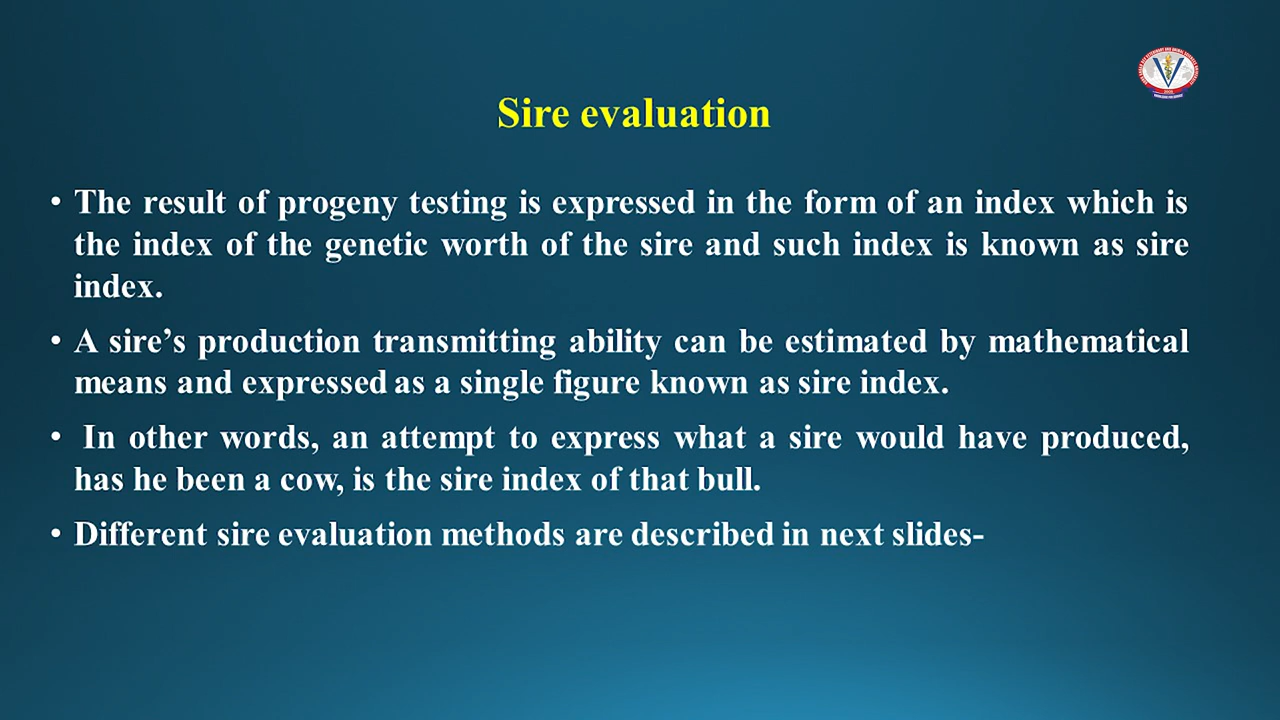 Sire evaluation
• The result of progeny testing is expressed in the form of an index which is
the index of the genetic worth of the sire and such index is known as sire
index.
• A sire's production transmitting ability can be estimated by mathematical
means and expressed as a single figure known as sire index.
• In other words, an attempt to express what a sire would have produced,
has he been a cow, is the sire index of that bull.
• Different sire evaluation methods are described in next slides-